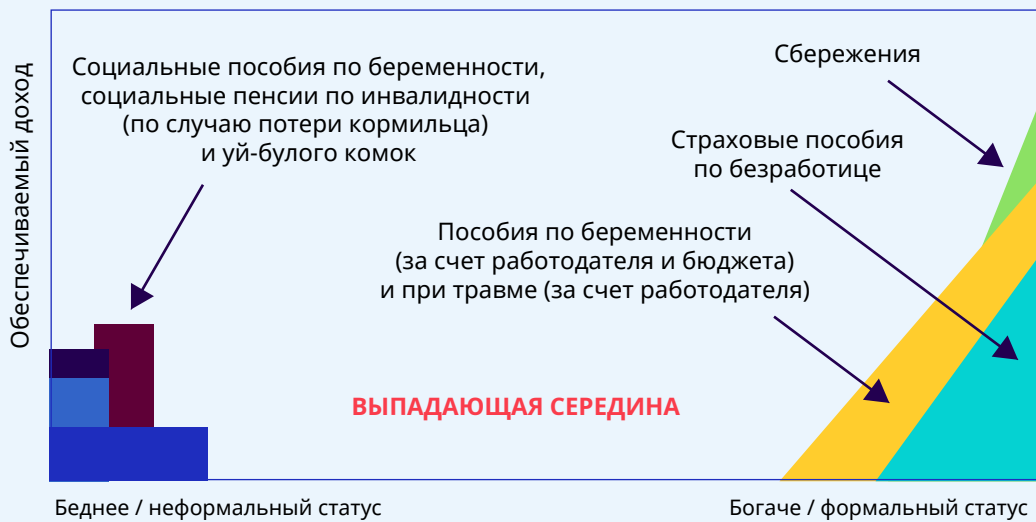 Обеспечиваемый доход
Социальные пособия по беременности,
социальные пенсии по инвалидности
(по случаю потери кормильца)
и уй-булого комок
Сбережения
Страховые пособия
по безработице
Пособия по беременности
(за счет работодателя и бюджета)
и при травме (за счет работодателя)
ВЫПАДАЮЩАЯ СЕРЕДИНА
Беднее / неформальный статус
Богаче / формальный статус